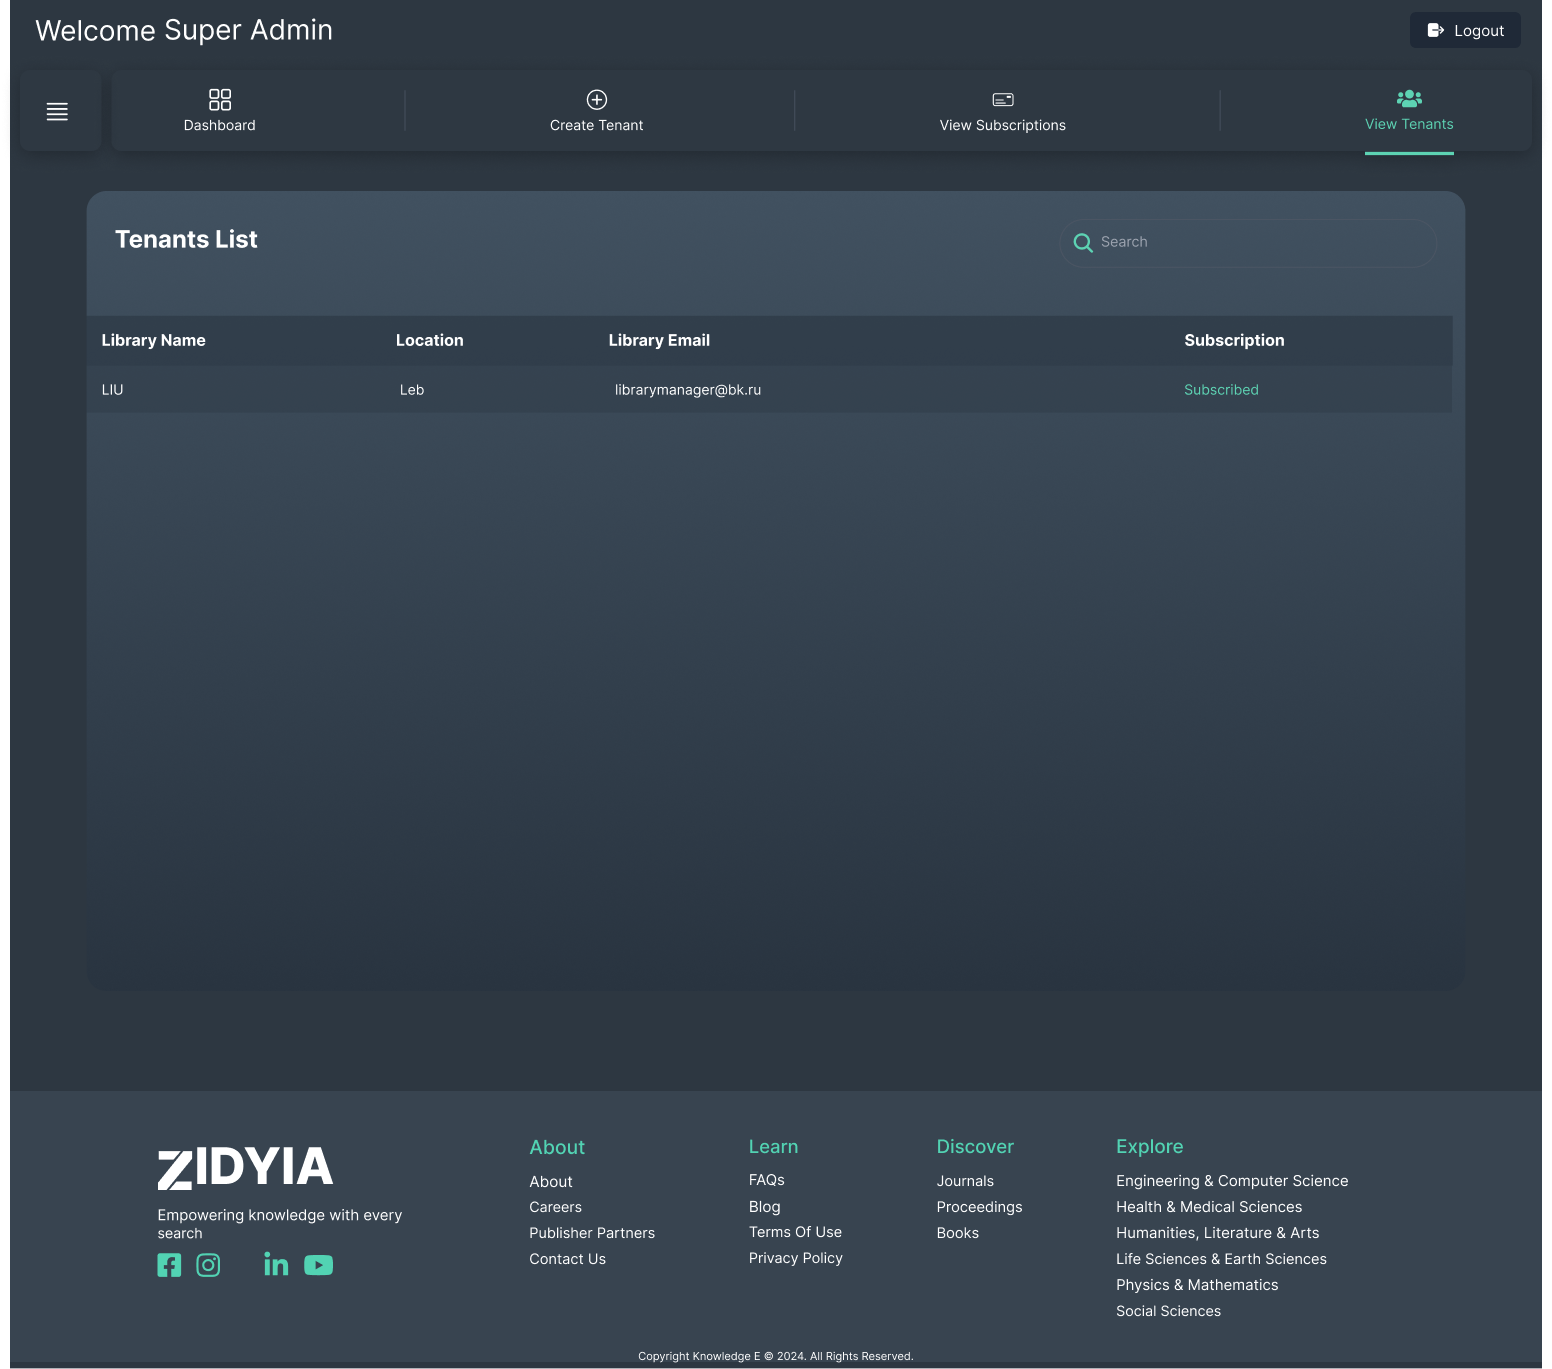 Welcome Super Admin
Logout
Dashboard
Create Tenant
View Subscriptions
View Tenants
Tenants List
Search
Library Name Location Library Email Subscription
LIU Leb librarymanager@bk.ru Subscribed
ZIDYIA
Empowering knowledge with every
search
About
About
Careers
Publisher Partners
Contact Us
Learn
FAQs
Blog
Terms Of Use
Privacy Policy
Discover
Journals
Proceedings
Books
Explore
Engineering & Computer Science
Health & Medical Sciences
Humanities, Literature & Arts
Life Sciences & Earth Sciences
Physics & Mathematics
Social Sciences
Copyright Knowledge E © 2024. All Rights Reserved.